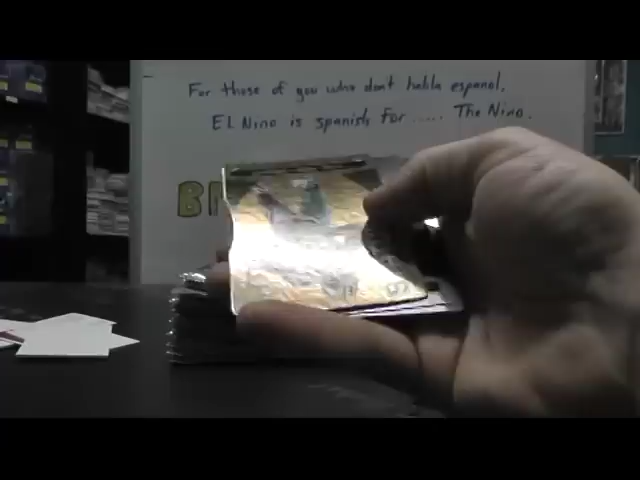 For those of you who don't habla espanol,
EL Nino is spanish for ..... The Nino.